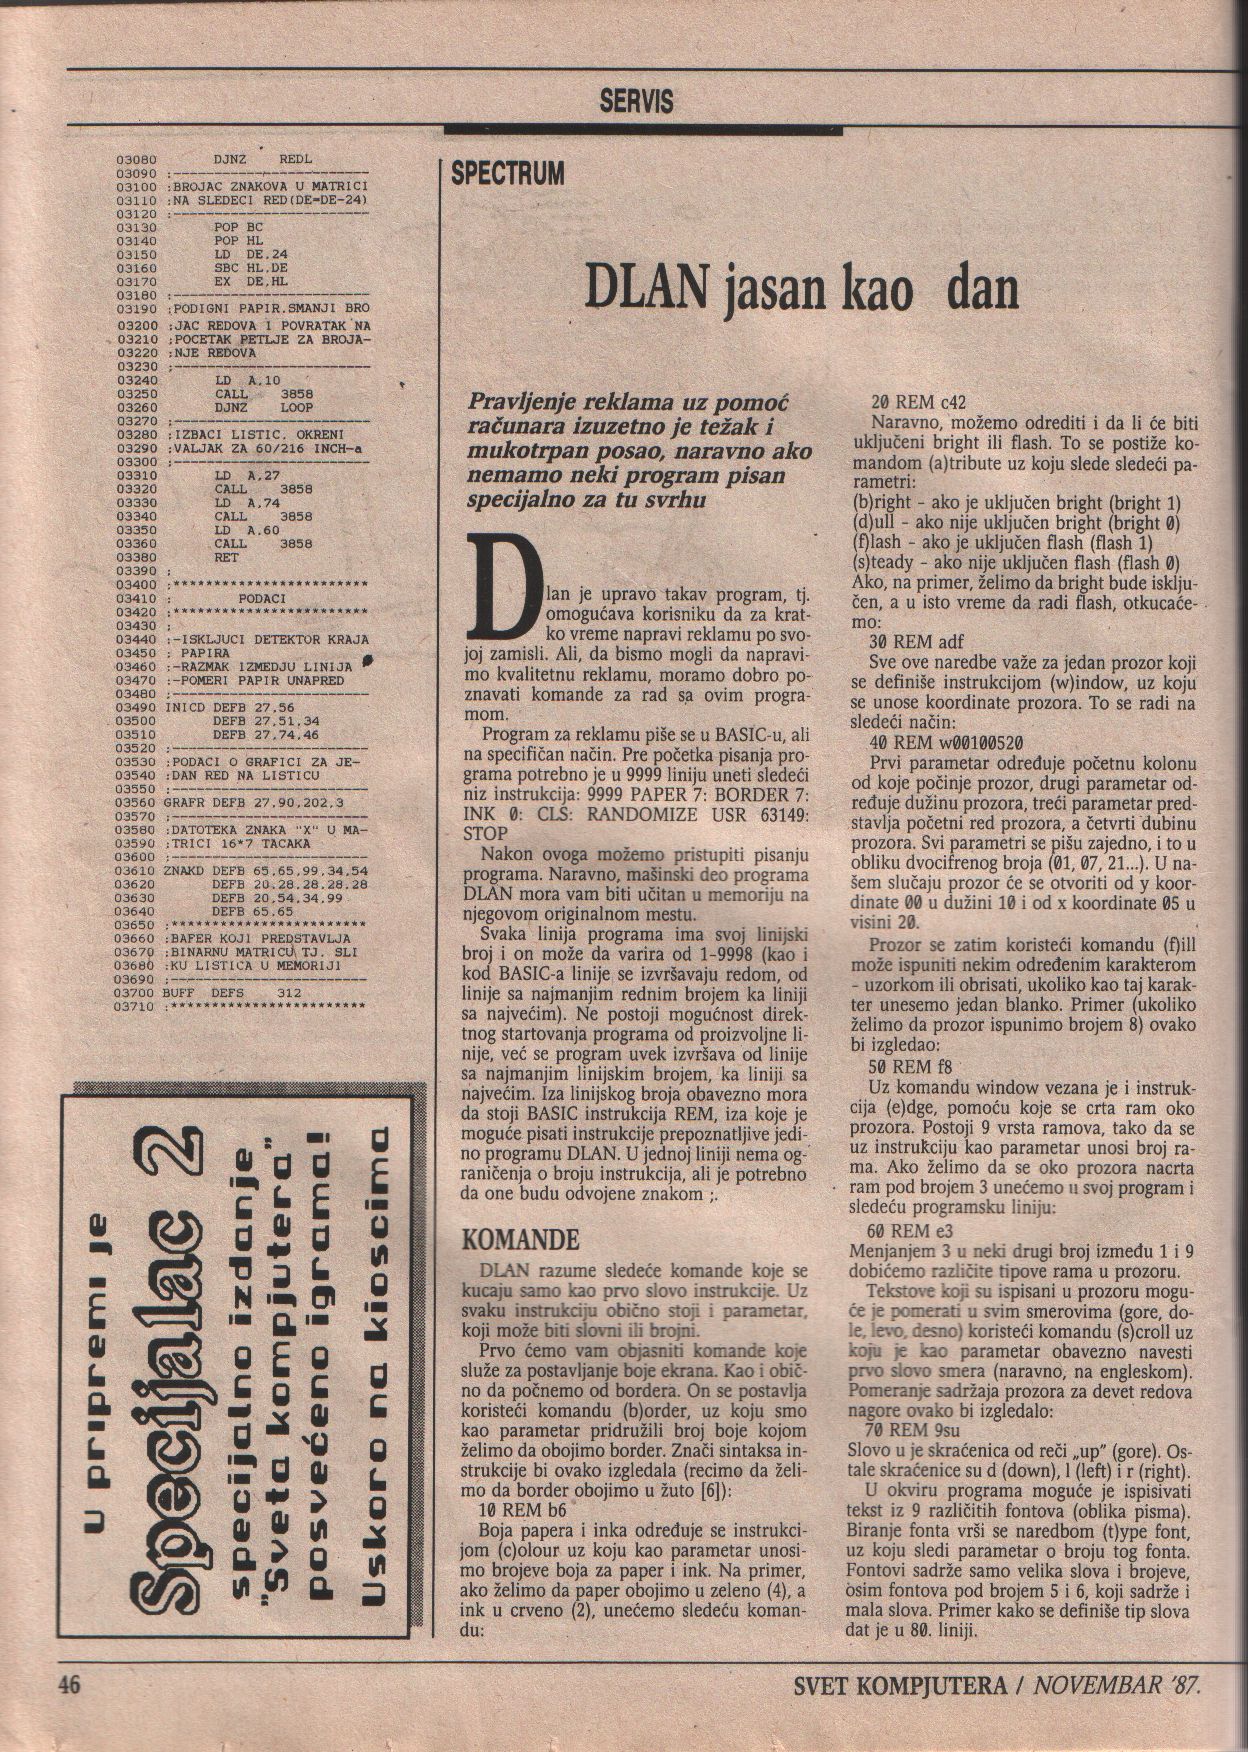 SERVIS
03080 DJNZ REDL
03090 ;------------------------
03100 ;BROJAC ZNAKOVA U MATRICI
03110 ;NA SLEDECI RED(DE=DE-24)
03120 ;------------------------
03130 POP BC
03140 POP HL
03150 LD DE,24
03160 SBC HL,DE
03170 EX DE,HL
03180 ;------------------------
03190 ;PODIGNI PAPIR,SMANJI BRO
03200 ;JAC REDOVA I POVRATAK NA
03210 ;POCETAK PETLJE ZA BROJA-
03220 ;NJE REDOVA
03230 ;------------------------
03240 LD A,10
03250 CALL 3858
03260 DJNZ LOOP
03270 ;------------------------
03280 ;IZBACI LISTIC, OKRENI
03290 ;VALJAK ZA 60/216 INCH-a
03300 ;------------------------
03310 LD A,27
03320 CALL 3858
03330 LD A,74
03340 CALL 3858
03350 LD A,60
03360 CALL 3858
03380 RET
03390 ;
03400 ;************************
03410 ; PODACI
03420 ;************************
03430 ;
03440 ;-ISKLJUCI DETEKTOR KRAJA
03450 ; PAPIRA
03460 ;-RAZMAK IZMEDJU LINIJA
03470 ;-POMERI PAPIR UNAPRED
03480 ;------------------------
03490 INICD DEFB 27,56
03500 DEFB 27,51,34
03510 DEFB 27,74,46
03520 ;------------------------
03530 ;PODACI O GRAFICI ZA JE-
03540 ;DAN RED NA LISTICU
03550 ;------------------------
03560 GRAFR DEFB 27,90,202,3
03570 ;------------------------
03580 ;DATOTEKA ZNAKA "X" U MA-
03590 ;TRICI 16*7 TACAKA
03600 ;------------------------
03610 ZNAKD DEFB 65,65,99,34,54
03620 DEFB 20,28,28,28,28
03630 DEFB 20,54,34,99
03640 DEFB 65,65
03650 ;************************
03660 ;BAFER KOJI PREDSTAVLJA
03670 ;BINARNU MATRICU TJ. SLI
03680 ;KU LISTICA U MEMORIJI
03690 ;------------------------
03700 BUFF DEFS 312
03710 ;************************
U pripremi je
Specijalac 2
specijalno izdanje
"Sveta kompjutera"
posvećeno igrama!
Uskoro na kioscima
SPECTRUM
DLAN jasan kao dan
Pravljenje reklama uz pomoć
računara izuzetno je težak i
mukotrpan posao, naravno ako
nemamo neki program pisan
specijalno za tu svrhu
Dlan je upravo takav program, tj.
omogućava korisniku da za krat-
ko vreme napravi reklamu po svo-
joj zamisli. Ali, da bismo mogli da napravi-
mo kvalitetnu reklamu, moramo dobro po-
znavati komande za rad sa ovim progra-
mom.
Program za reklamu piše se u BASIC-u, ali
na specifičan način. Pre početka pisanja pro-
grama potrebno je u 9999 liniju uneti sledeći
niz instrukcija: 9999 PAPER 7: BORDER 7:
INK 0: CLS: RANDOMIZE USR 63149:
STOP
Nakon ovoga možemo pristupiti pisanju
programa. Naravno, mašinski deo programa
DLAN mora vam biti učitan u memoriju na
njegovom originalnom mestu.
Svaka linija programa ima svoj linijski
broj i on može da varira od 1-9998 (kao i
kod BASIC-a linije se izvršavaju redom, od
linije sa najmanjim rednim brojem ka liniji
sa najvećim). Ne postoji mogućnost direk-
tnog startovanja programa od proizvoljne li-
nije, već se program uvek izvršava od linije
sa najmanjim linijskim brojem, ka liniji sa
najvećim. Iza linijskog broja obavezno mora
da stoji BASIC instrukcija REM, iza koje je
moguće pisati instrukcije prepoznatljive jedi-
no programu DLAN. U jednoj liniji nema og-
raničenja o broju instrukcija, ali je potrebno
da one budu odvojene znakom ;.
KOMANDE
DLAN razume sledeće komande koje se
kucaju samo kao prvo slovo instrukcije. Uz
svaku instrukciju obično stoji i parametar,
koji može biti slovni ili brojni.
Prvo ćemo vam objasniti komande koje
služe za postavljanje boje ekrana. Kao i obič-
no da počnemo od bordera. On se postavlja
koristeći komandu (b)order, uz koju smo
kao parametar pridružili broj boje kojom
želimo da obojimo border. Znači sintaksa in-
strukcije bi ovako izgledala (recimo da želi-
mo da border obojimo u žuto [6]):
10 REM b6
Boja papera i inka određuje se instrukci-
jom (c)olour uz koju kao parametar unosi-
mo brojeve boja za paper i ink. Na primer,
ako želimo da paper obojimo u zeleno (4), a
ink u crveno (2), unećemo sledeću koman-
du:
20 REM c42
Naravno, možemo odrediti i da li će biti
uključeni bright ili flash. To se postiže ko-
mandom (a)tribute uz koju slede sledeći pa-
rametri:
(b)right - ako je uključen bright (bright 1)
(d)ull - ako nije uključen bright (bright 0)
(f)lash - ako je uključen flash (flash 1)
(s)teady - ako nije uključen flash (flash 0)
Ako, na primer, želimo da bright bude isklju-
čen, a u isto vreme da radi flash, otkucaće-
mo:
30 REM adf
Sve ove naredbe važe za jedan prozor koji
se definiše instrukcijom (w)indow, uz koju
se unose koordinate prozora. To se radi na
sledeći način:
40 REM w00100520
Prvi parametar određuje početnu kolonu
od koje počinje prozor, drugi parametar od-
ređuje dužinu prozora, treći parametar pred-
stavlja početni red prozora, a četvrti dubinu
prozora. Svi parametri se pišu zajedno, i to u
obliku dvocifrenog broja (01, 07, 21...). U na-
šem slučaju prozor će se otvoriti od y koor-
dinate 00 u dužini 10 i od x koordinate 05 u
visini 20.
Prozor se zatim koristeći komandu (f)ill
može ispuniti nekim određenim karakterom
- uzorkom ili obrisati, ukoliko kao taj karak-
ter unesemo jedan blanko. Primer (ukoliko
želimo da prozor ispunimo brojem 8) ovako
bi izgledao:
50 REM f8
Uz komandu window vezana je i instruk-
cija (e)dge, pomoću koje se crta ram oko
prozora. Postoji 9 vrsta ramova, tako da se
uz instrukciju kao parametar unosi broj ra-
ma. Ako želimo da se oko prozora nacrta
ram pod brojem 3 unećemo u svoj program i
sledeću programsku liniju:
60 REM e3
Menjanjem 3 u neki drugi broj između 1 i 9
dobićemo različite tipove rama u prozoru.
Tekstove koji su ispisani u prozoru mogu-
će je pomerati u svim smerovima (gore, do-
le, levo, desno) koristeći komandu (s)croll uz
koju je kao parametar obavezno navesti
prvo slovo smera (naravno, na engleskom).
Pomeranje sadržaja prozora za devet redova
nagore ovako bi izgledalo:
70 REM 9su
Slovo u je skraćenica od reči „up" (gore). Os-
tale skraćenice su d (down), l (left) i r (right).
U okviru programa moguće je ispisivati
tekst iz 9 različitih fontova (oblika pisma).
Biranje fonta vrši se naredbom (t)ype font,
uz koju sledi parametar o broju tog fonta.
Fontovi sadrže samo velika slova i brojeve,
osim fontova pod brojem 5 i 6, koji sadrže i
mala slova. Primer kako se definiše tip slova
dat je u 80. liniji.
46
SVET KOMPJUTERA / NOVEMBAR '87.